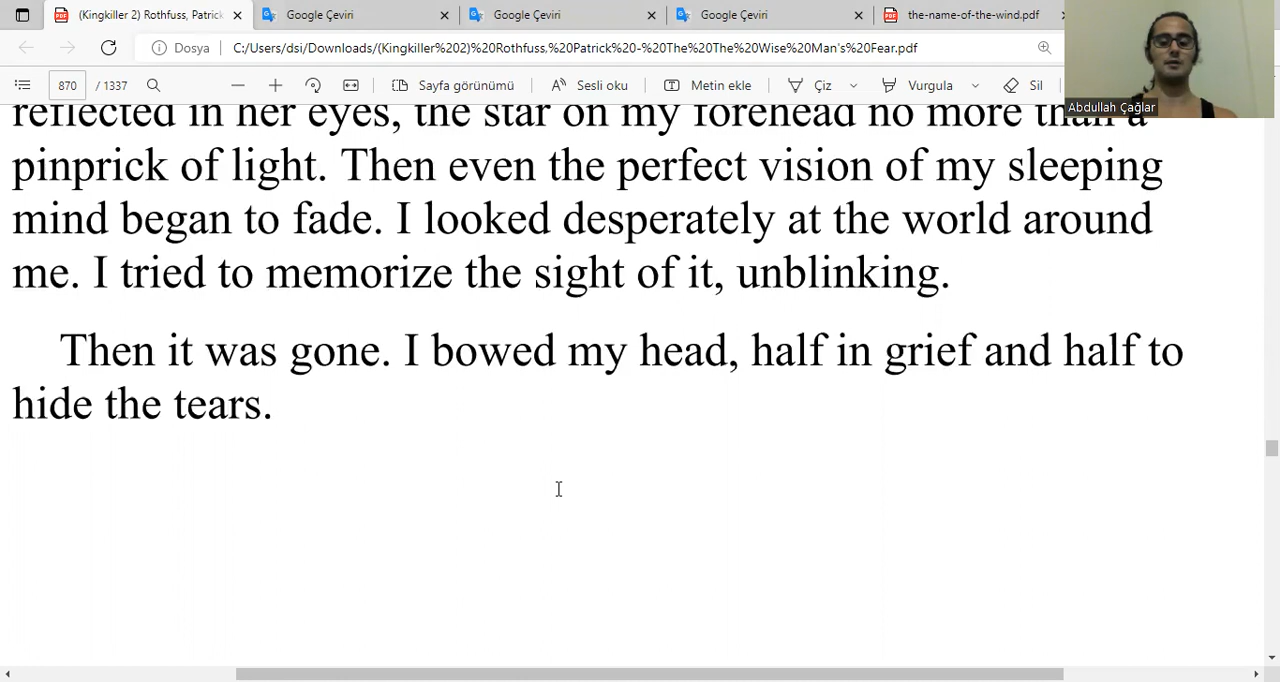 (Kingkiller 2) Rothfuss, Patrick
Google Çeviri
Google Çeviri
Google Çeviri
the-name-of-the-wind.pdf
Dosya
C:/Users/dsi/Downloads/(Kingkiller%202)%20Rothfuss,%20Patrick%20-%20The%20The%20Wise%20Man's%20Fear.pdf
870 / 1337
Sayfa görünümü
Sesli oku
Metin ekle
Çiz
Vurgula
Sil
Abdullah Çağlar
reflected in her eyes, the star on my forehead no more than a
pinprick of light. Then even the perfect vision of my sleeping
mind began to fade. I looked desperately at the world around
me. I tried to memorize the sight of it, unblinking.
Then it was gone. I bowed my head, half in grief and half to
hide the tears.